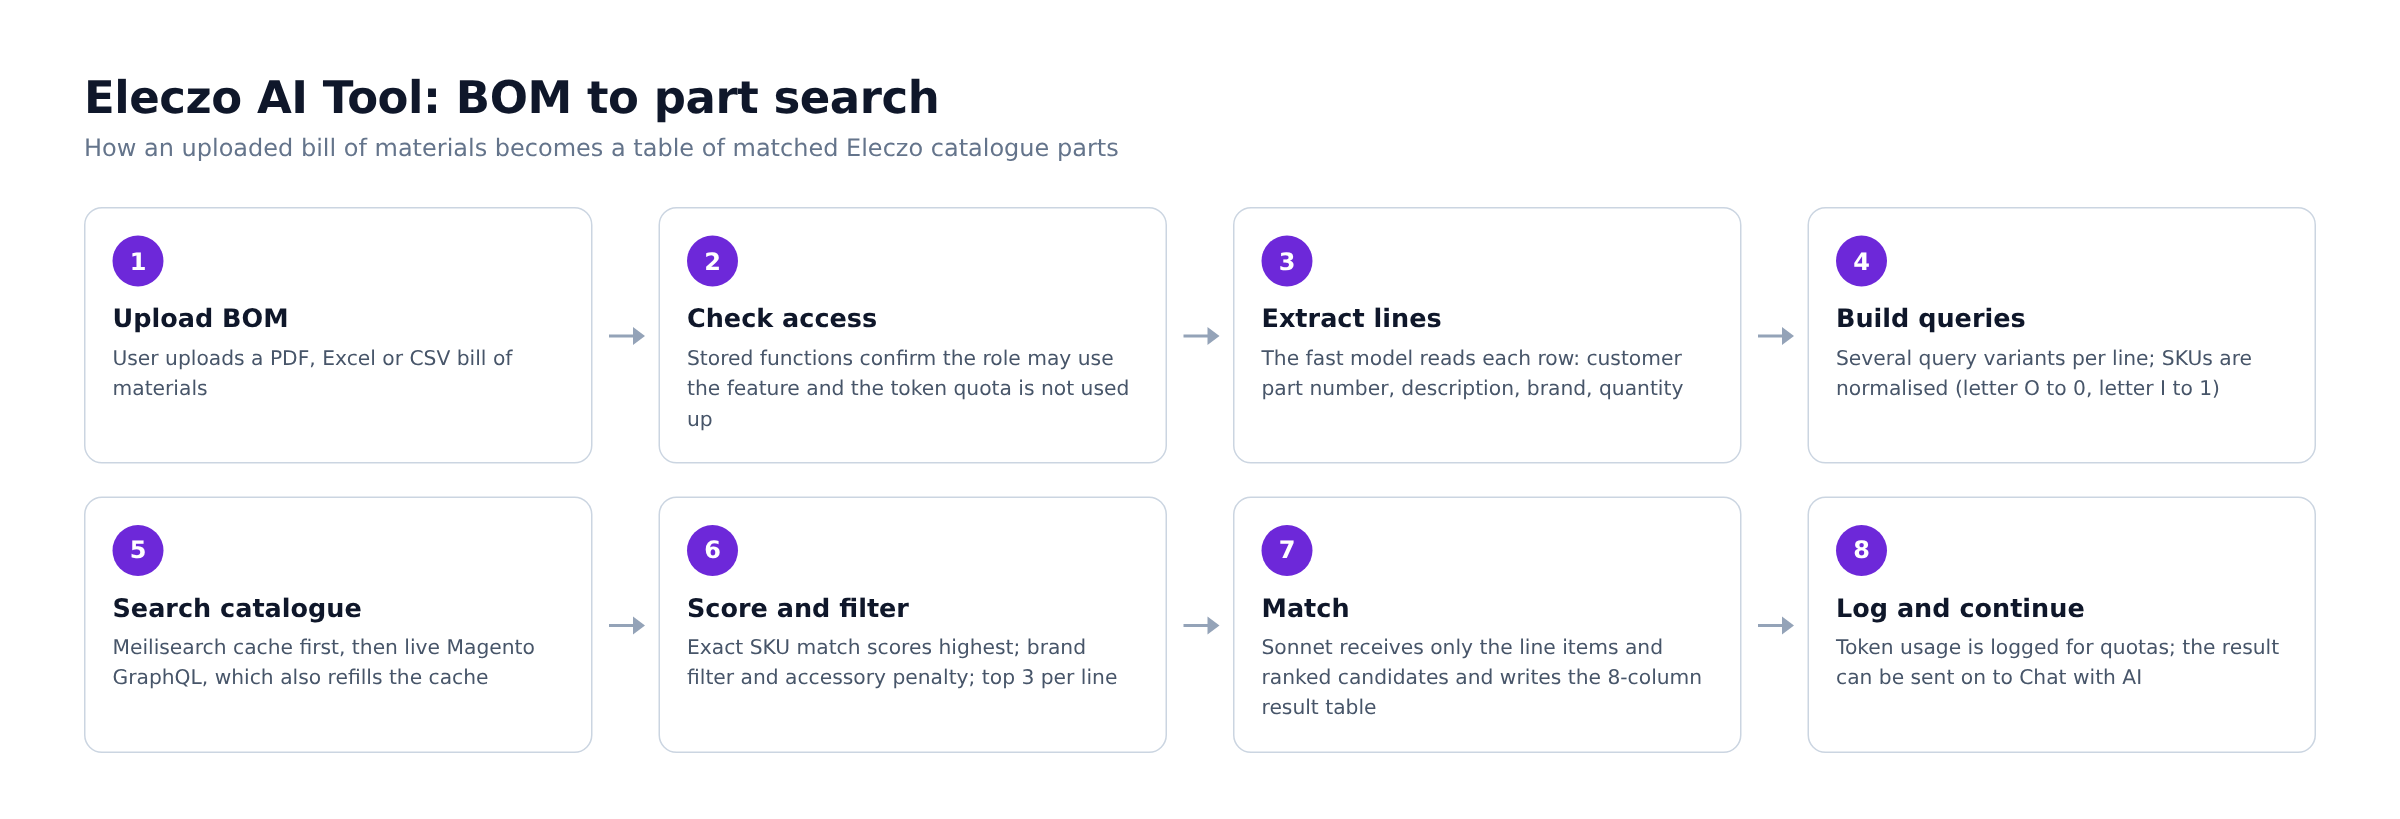 Eleczo AI Tool: BOM to part search
How an uploaded bill of materials becomes a table of matched Eleczo catalogue parts
1
Upload BOM
User uploads a PDF, Excel or CSV bill of
materials
2
Check access
Stored functions confirm the role may use
the feature and the token quota is not used
up
3
Extract lines
The fast model reads each row: customer
part number, description, brand, quantity
4
Build queries
Several query variants per line; SKUs are
normalised (letter O to 0, letter I to 1)
5
Search catalogue
Meilisearch cache first, then live Magento
GraphQL, which also refills the cache
6
Score and filter
Exact SKU match scores highest; brand
filter and accessory penalty; top 3 per line
7
Match
Sonnet receives only the line items and
ranked candidates and writes the 8-column
result table
8
Log and continue
Token usage is logged for quotas; the result
can be sent on to Chat with AI